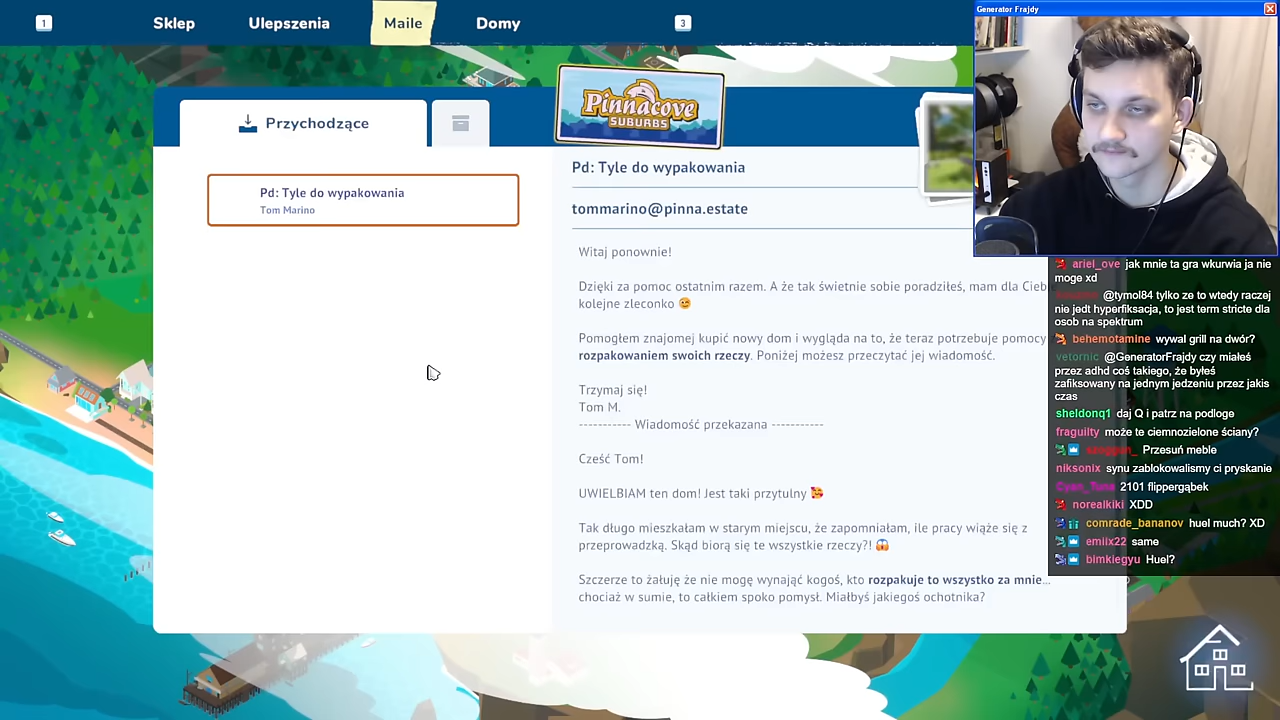 1
Sklep
Ulepszenia
Maile
Domy
3
Generator Frajdy
Przychodzące
Pinnacove
SUBURBS
Pd: Tyle do wypakowania
Tom Marino
Pd: Tyle do wypakowania
tommarino@pinna.estate
Witaj ponownie!
Dzięki za pomoc ostatnim razem. A że tak świetnie sobie poradziłeś, mam dla
kolejne zleconko 😉
Pomogłem znajomej kupić nowy dom i wygląda na to, że teraz potrzebuje pomocy
rozpakowaniem swoich rzeczy. Poniżej możesz przeczytać jej wiadomość.
Trzymaj się!
Tom M.
----------- Wiadomość przekazana -----------
Cześć Tom!
UWIELBIAM ten dom! Jest taki przytulny 🥰
Tak długo mieszkałam w starym miejscu, że zapomniałam, ile pracy wiąże się z
przeprowadzką. Skąd biorą się te wszystkie rzeczy?! 😱
Szczerze to żałuję że nie mogę wynająć kogoś, kto rozpakuje to wszystko za mnie...
chociaż w sumie, to całkiem spoko pomysł. Miałbyś jakiegoś ochotnika?
ariel_ove jak mnie ta gra wkurwia ja nie
moge xd
@tymol84 tylko ze to wtedy raczej
nie jedt hyperfiksacja, to jest term stricte dla
osob na spektrum
behemotamine wywal grill na dwór?
vetornic @GeneratorFrajdy czy miałeś
przez adhd coś takiego, że byłeś
zafiksowany na jednym jedzeniu przez jakis
czas
sheldonq1 daj Q i patrz na podloge
fraguilty może te ciemnozielone ściany?
Przesuń meble
niksonix synu zablokowalismy ci pryskanie
Cyan_Tuna 2101 flippergąbek
norealkiki XDD
comrade_bananov huel much? XD
emiix22 same
bimkiegyu Huel?